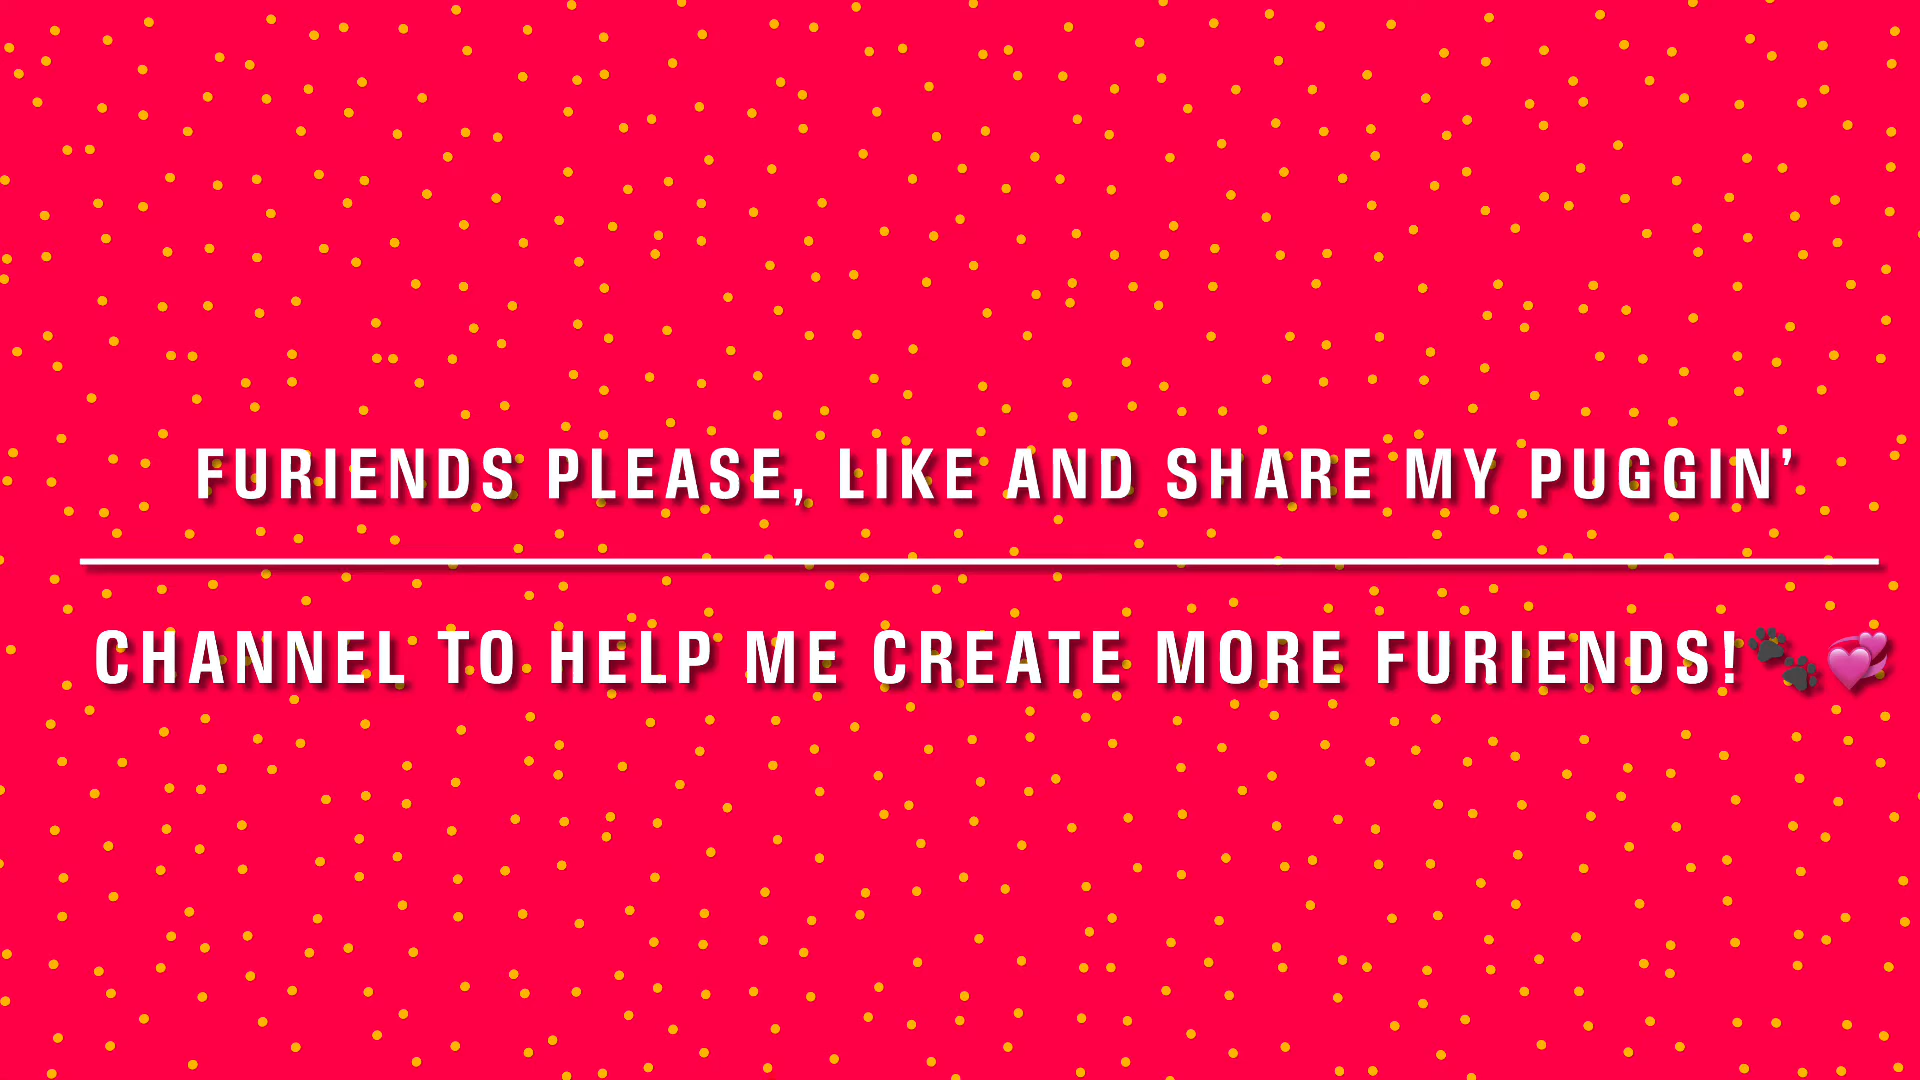 FURIENDS PLEASE, LIKE AND SHARE MY PUGGIN’
CHANNEL TO HELP ME CREATE MORE FURIENDS!🐾💞